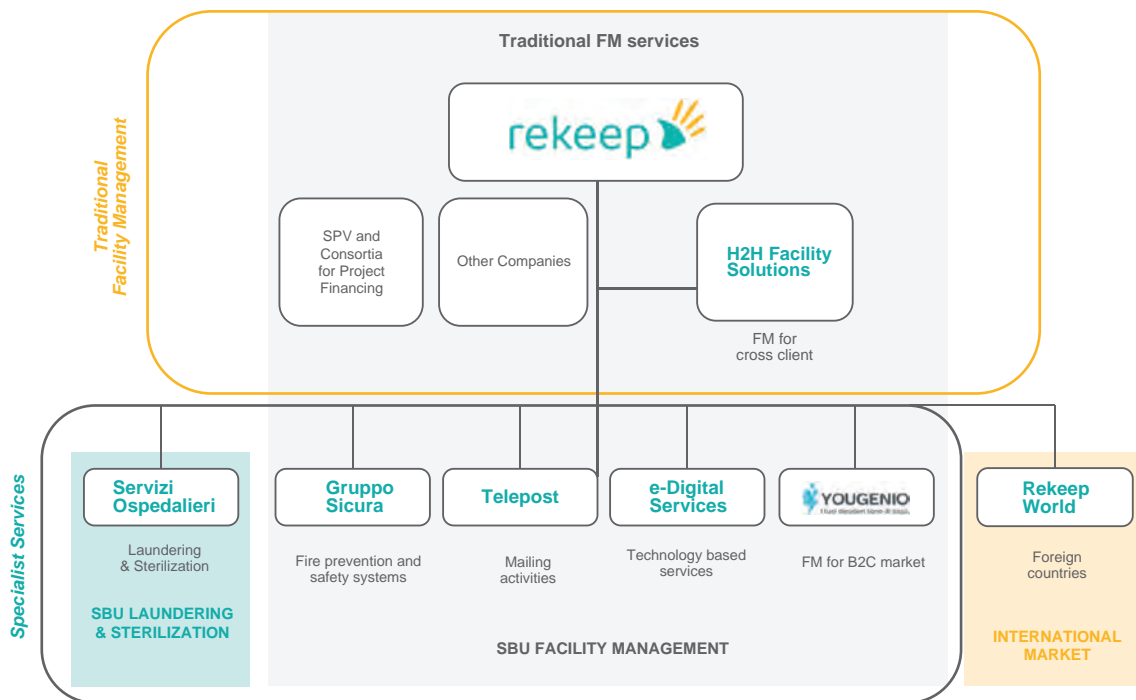 Traditional FM services
Traditional
Facility Management
rekeep
SPV and
Consortia
for Project
Financing
Other Companies
H2H Facility
Solutions
FM for
cross client
Specialist Services
Servizi
Ospedalieri
Laundering
& Sterilization
SBU LAUNDERING
& STERILIZATION
Gruppo
Sicura
Fire prevention and
safety systems
Telepost
Mailing
activities
e-Digital
Services
Technology based
services
YOUGENIO
FM for B2C market
SBU FACILITY MANAGEMENT
Rekeep
World
Foreign
countries
INTERNATIONAL
MARKET